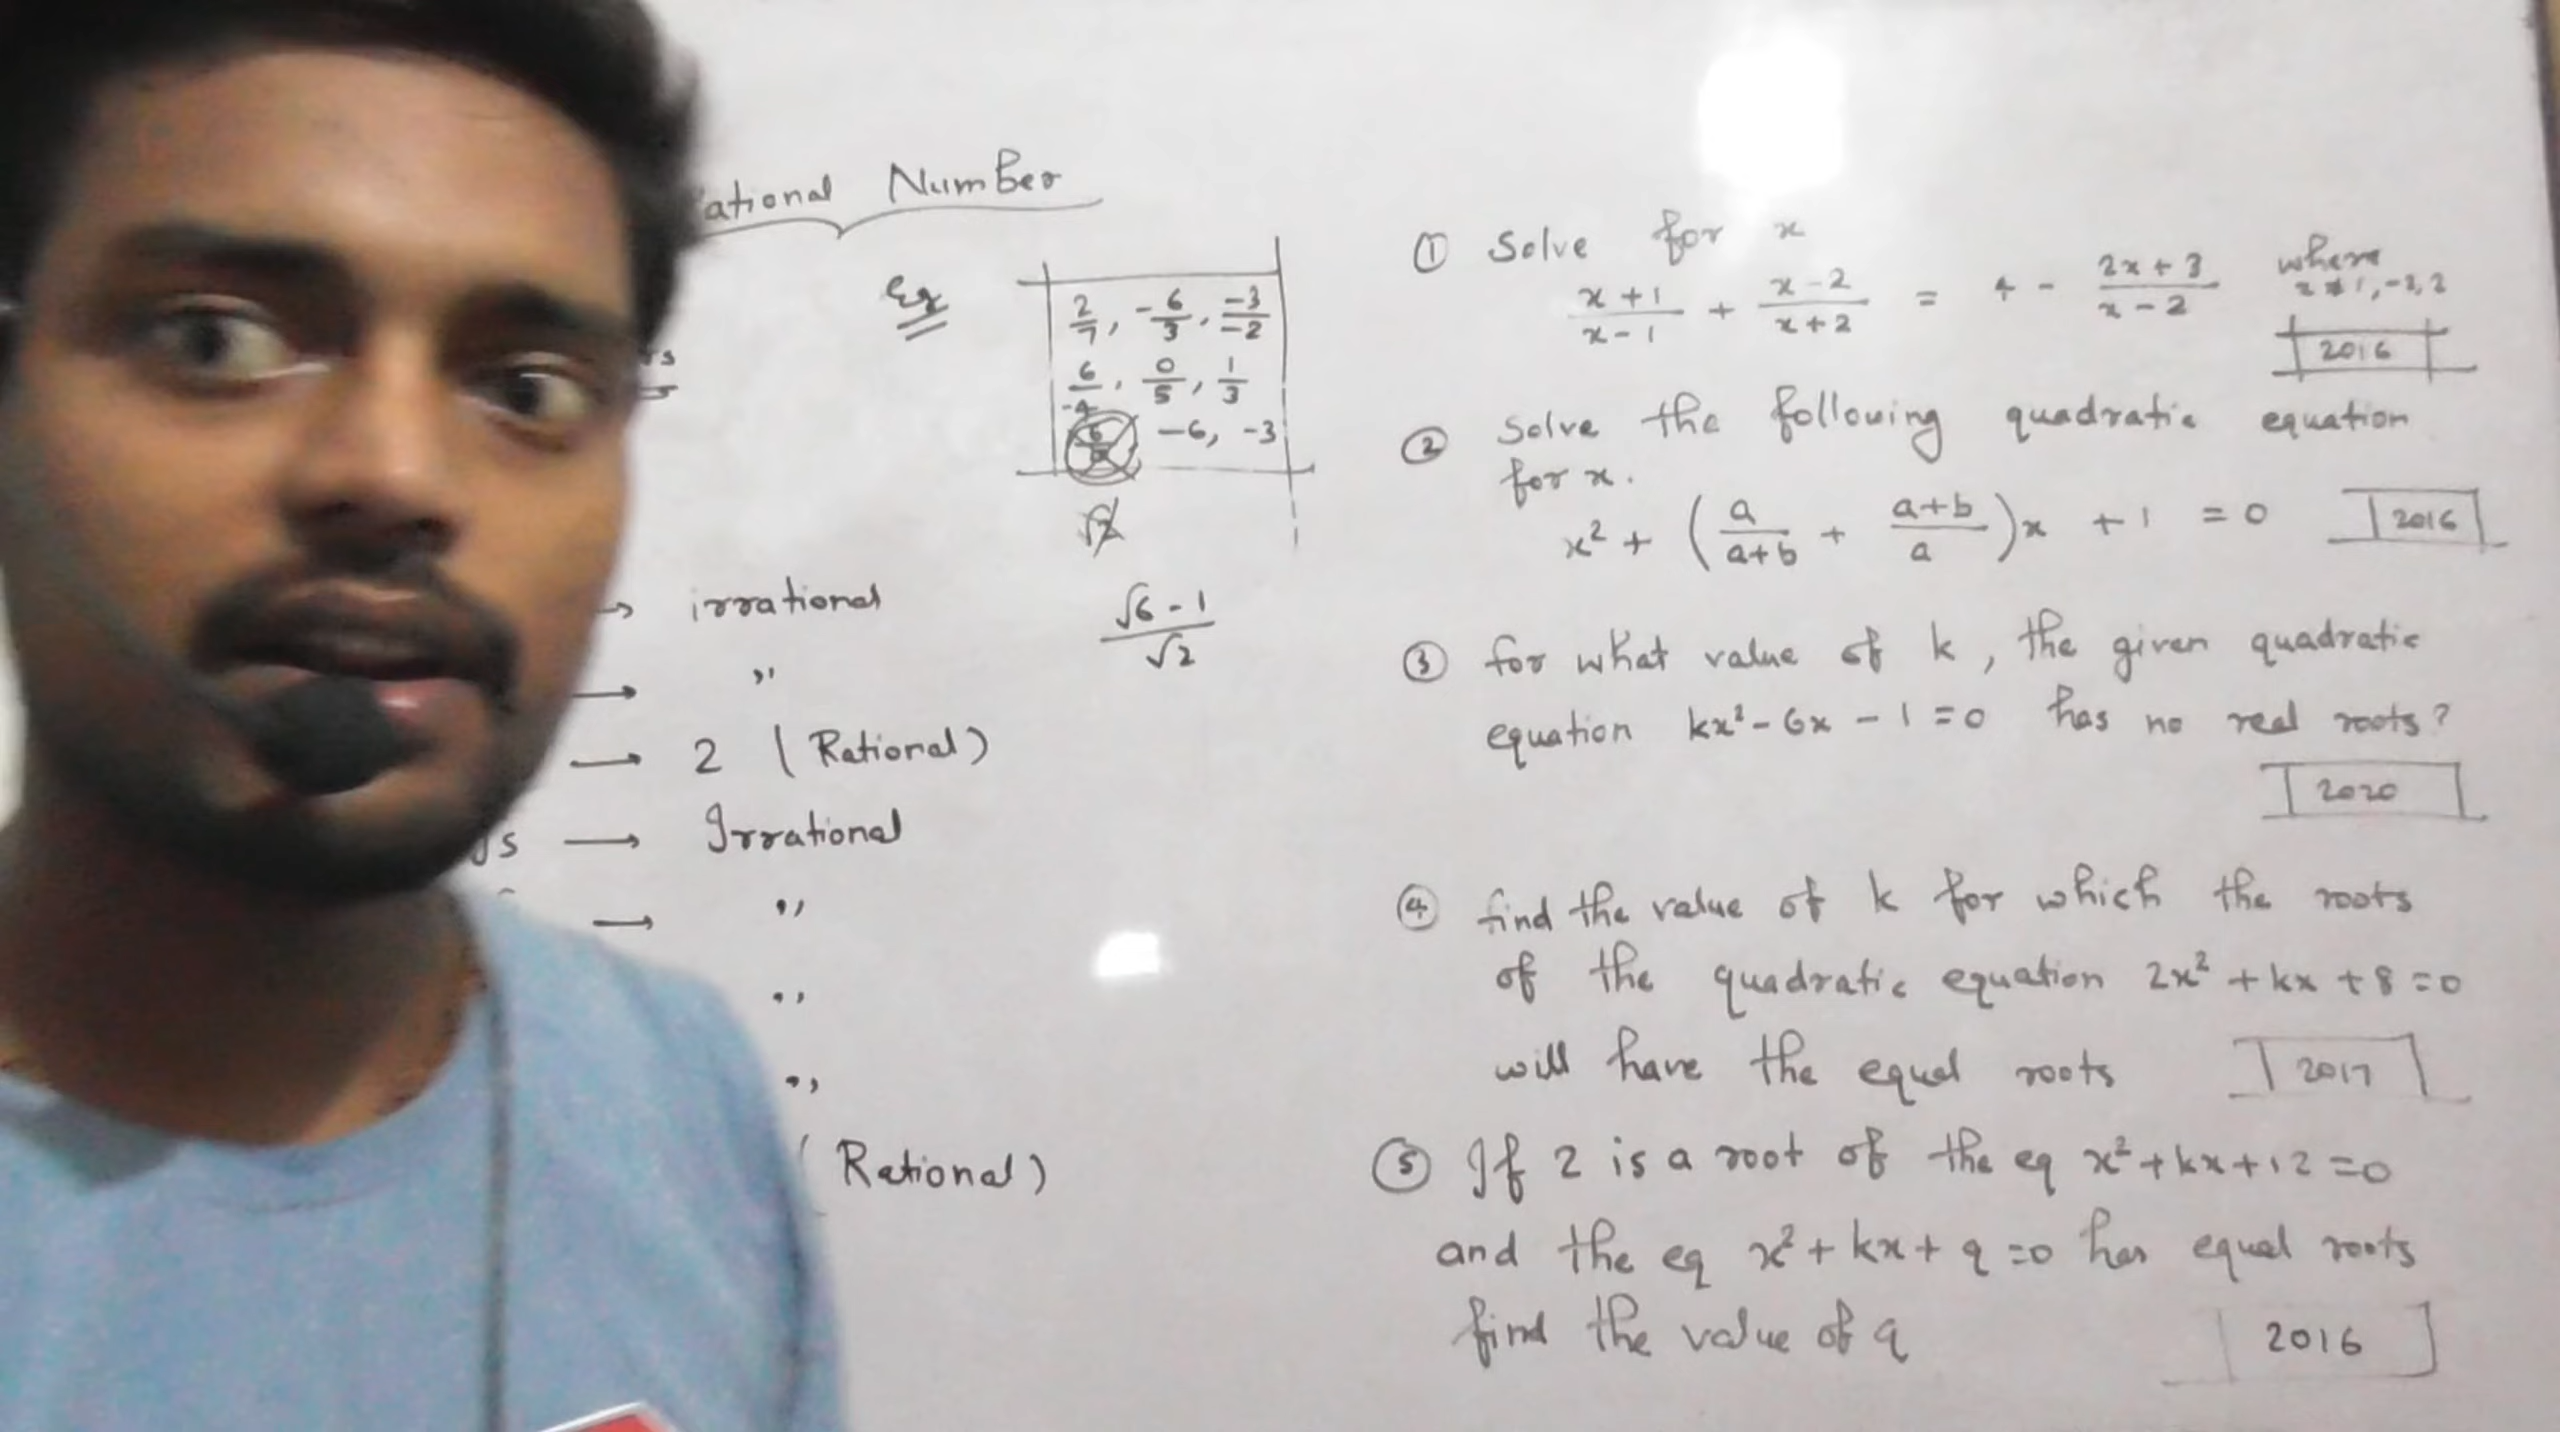 ational Number
Eg
2/7, -6/3, -3/-2
6/-4, 0/5, 1/3
-6, -3
√2
→ irrational
√6 - 1 / √2
→ ,,
→ 2 (Rational)
→ Irrational
→ ,,
,,
,,
(Rational)
① Solve for x
x+1/x-1 + x-2/x+2 = 4 - 2x+3/x-2 where
x ≠ 1, -2, 2
2016
② Solve the following quadratic equation
for x.
x² + (a/a+b + a+b/a)x + 1 = 0 2016
③ for what value of k, the given quadratic
equation kx² - 6x - 1 = 0 has no real roots?
2020
④ find the value of k for which the roots
of the quadratic equation 2x² + kx + 8 = 0
will have the equal roots 2017
⑤ If 2 is a root of the eq x² + kx + 12 = 0
and the eq x² + kx + q = 0 has equal roots
find the value of q 2016